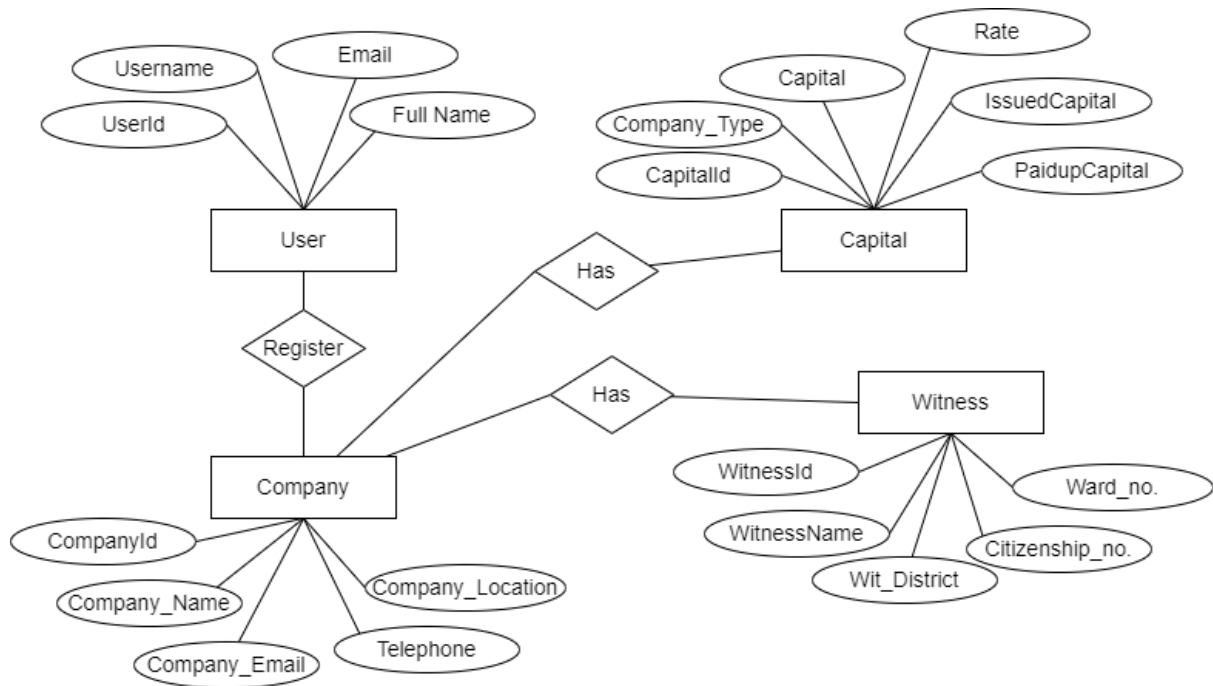 Username
Email
UserId
Full Name
User
Register
Rate
Capital
IssuedCapital
Company_Type
CapitalId
PaidupCapital
Capital
Has
Has
Witness
WitnessId
Ward_no.
WitnessName
Citizenship_no.
Wit_District
Company
CompanyId
Company_Location
Company_Name
Telephone
Company_Email